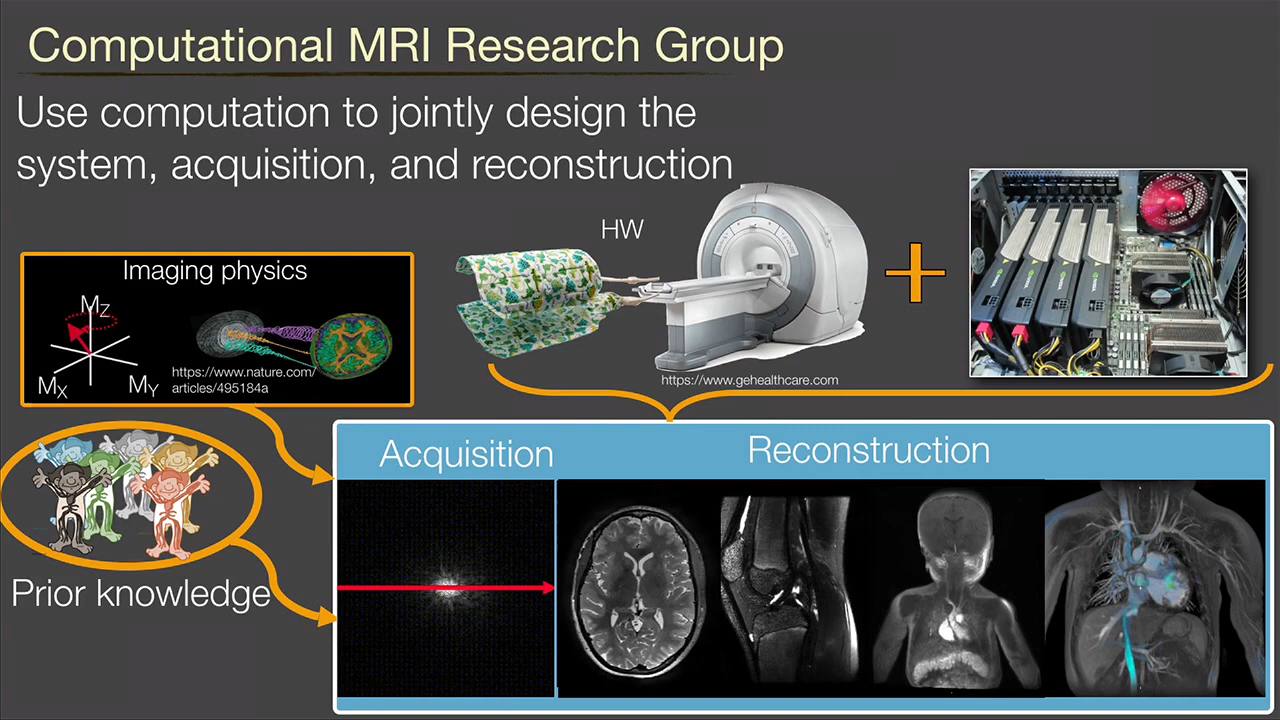 Computational MRI Research Group
Use computation to jointly design the
system, acquisition, and reconstruction
HW
Imaging physics
MZ
MX
MY
https://www.nature.com/
articles/495184a
https://www.gehealthcare.com
Prior knowledge
Acquisition
Reconstruction